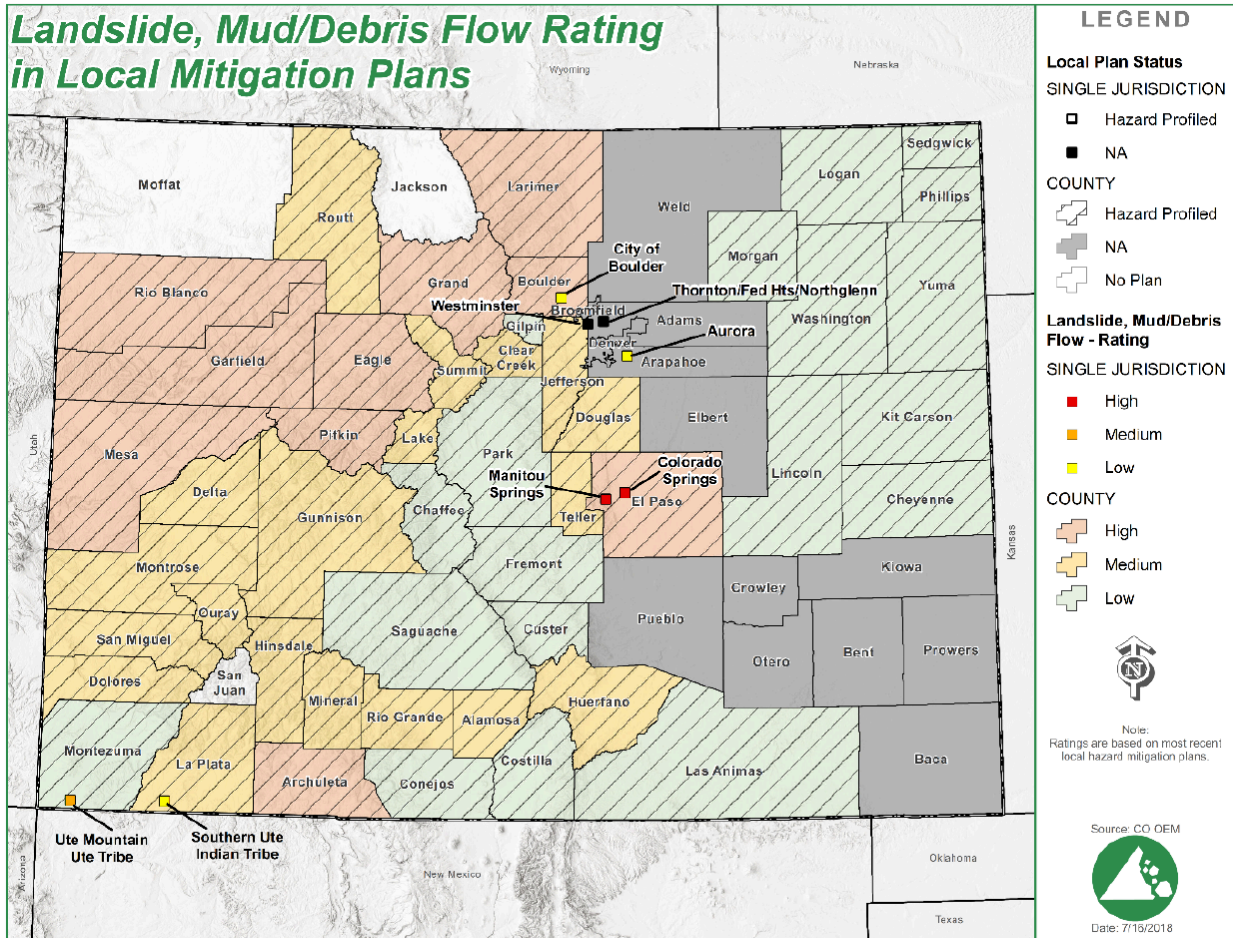 Landslide, Mud/Debris Flow Rating
in Local Mitigation Plans
Wyoming
Nebraska
Utah
Kansas
Arizona
New Mexico
Oklahoma
Texas
Moffat
Routt
Jackson
Larimer
Weld
Logan
Sedgwick
Phillips
Morgan
City of
Boulder
Rio Blanco
Grand
Boulder
Thornton/Fed Hts/Northglenn
Yuma
Westminster
Broomfield
Adams
Washington
Gilpin
Denver
Aurora
Garfield
Eagle
Summit
Clear
Creek
Jefferson
Arapahoe
Douglas
Elbert
Kit Carson
Mesa
Pitkin
Lake
Park
Manitou
Springs
Colorado
Springs
Lincoln
Delta
Gunnison
Chaffee
Teller
El Paso
Cheyenne
Montrose
Fremont
Kiowa
Ouray
Crowley
San Miguel
Hinsdale
Saguache
Custer
Pueblo
Otero
Bent
Prowers
Dolores
San
Juan
Mineral
Rio Grande
Alamosa
Huerfano
Montezuma
La Plata
Archuleta
Conejos
Costilla
Las Animas
Baca
Ute Mountain
Ute Tribe
Southern Ute
Indian Tribe
LEGEND
Local Plan Status
SINGLE JURISDICTION
Hazard Profiled
NA
COUNTY
Hazard Profiled
NA
No Plan
Landslide, Mud/Debris
Flow - Rating
SINGLE JURISDICTION
High
Medium
Low
COUNTY
High
Medium
Low
N
Note:
Ratings are based on most recent
local hazard mitigation plans.
Source: CO OEM
Date: 7/16/2018